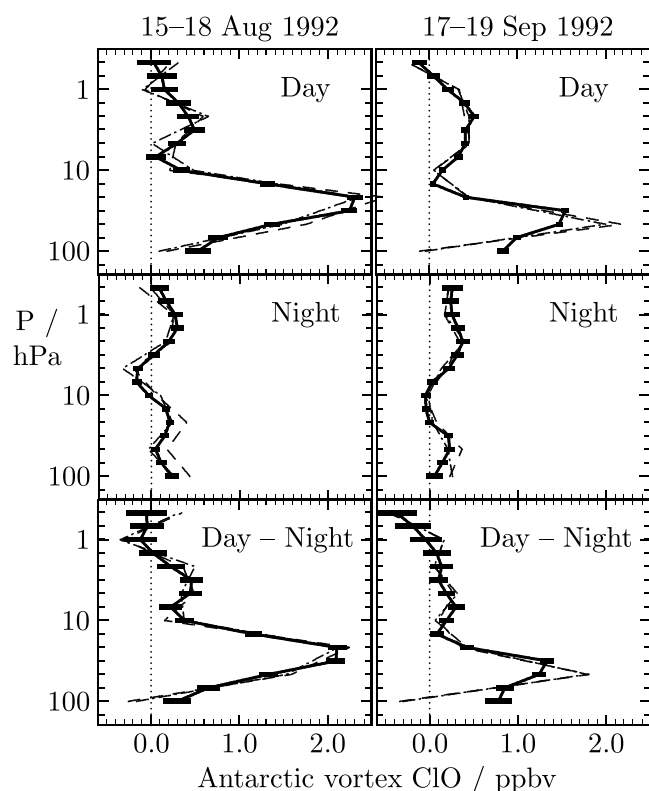 15–18 Aug 1992 17–19 Sep 1992
Day Day
1
10
100
Night Night
P /
hPa
1
10
100
Day – Night Day – Night
1
10
100
0.0 1.0 2.0 0.0 1.0 2.0
Antarctic vortex ClO / ppbv